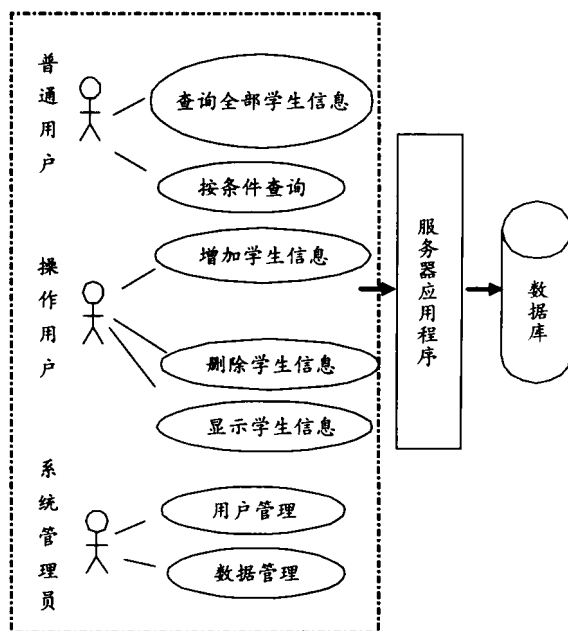 普通用户
查询全部学生信息
按条件查询
操作用户
增加学生信息
删除学生信息
显示学生信息
系统管理员
用户管理
数据管理
服务器应用程序
数据库